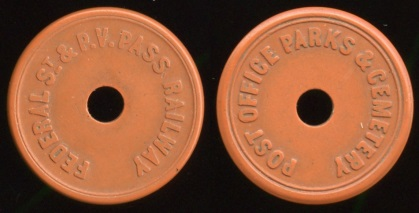 FEDERAL ST. & P.V. PASS RAILWAY
POST OFFICE PARKS & CEMETERY